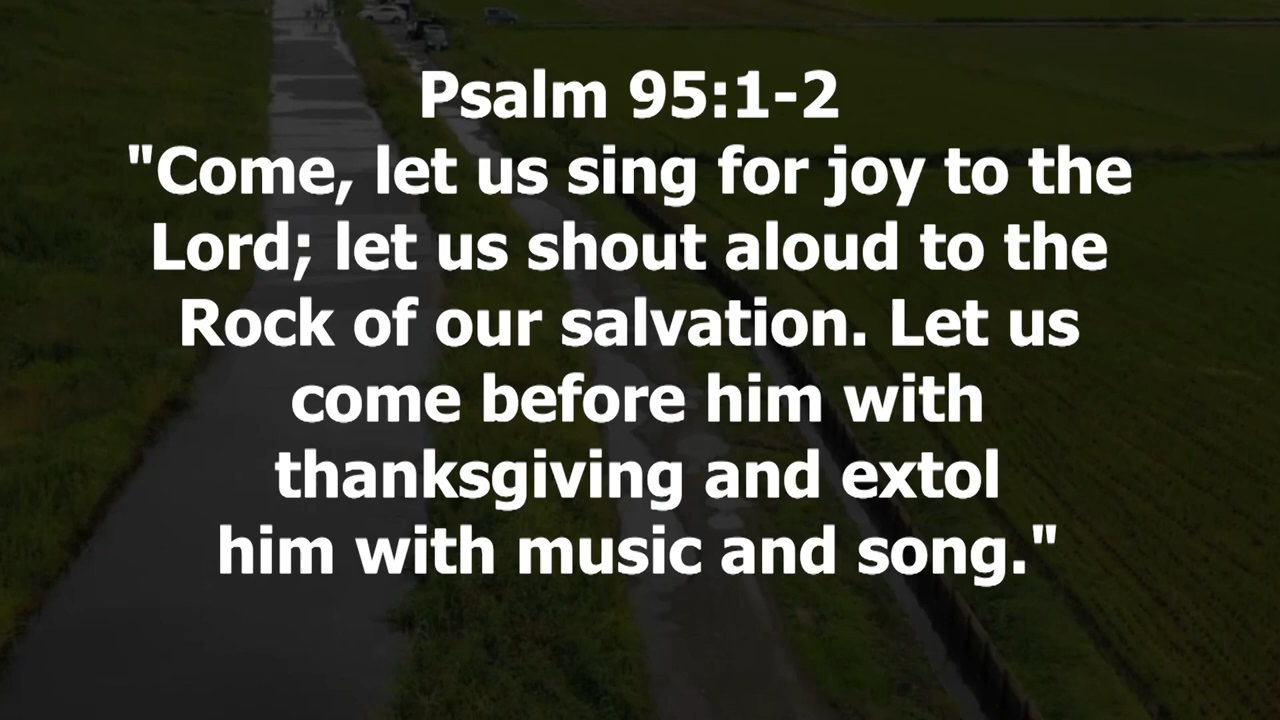 Psalm 95:1-2
"Come, let us sing for joy to the
Lord; let us shout aloud to the
Rock of our salvation. Let us
come before him with
thanksgiving and extol
him with music and song."